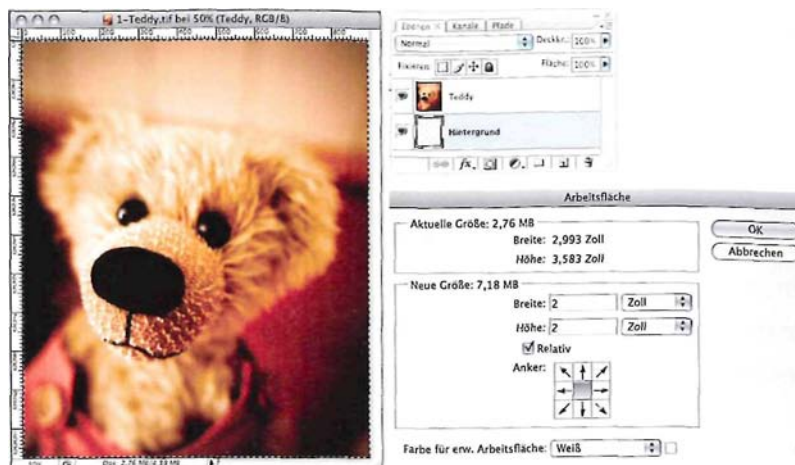 1-Teddy.tif bei 50% (Teddy, RGB/8)
Ebenen × Kanäle Pfade
Normal Deckkr.: 100%
Fixieren: Fläche: 100%
Teddy
Hintergrund
fx.
Arbeitsfläche
Aktuelle Größe: 2,76 MB
Breite: 2,993 Zoll
Höhe: 3,583 Zoll
OK
Abbrechen
Neue Größe: 7,18 MB
Breite: 2 Zoll
Höhe: 2 Zoll
Relativ
Anker:
Farbe für erw. Arbeitsfläche: Weiß